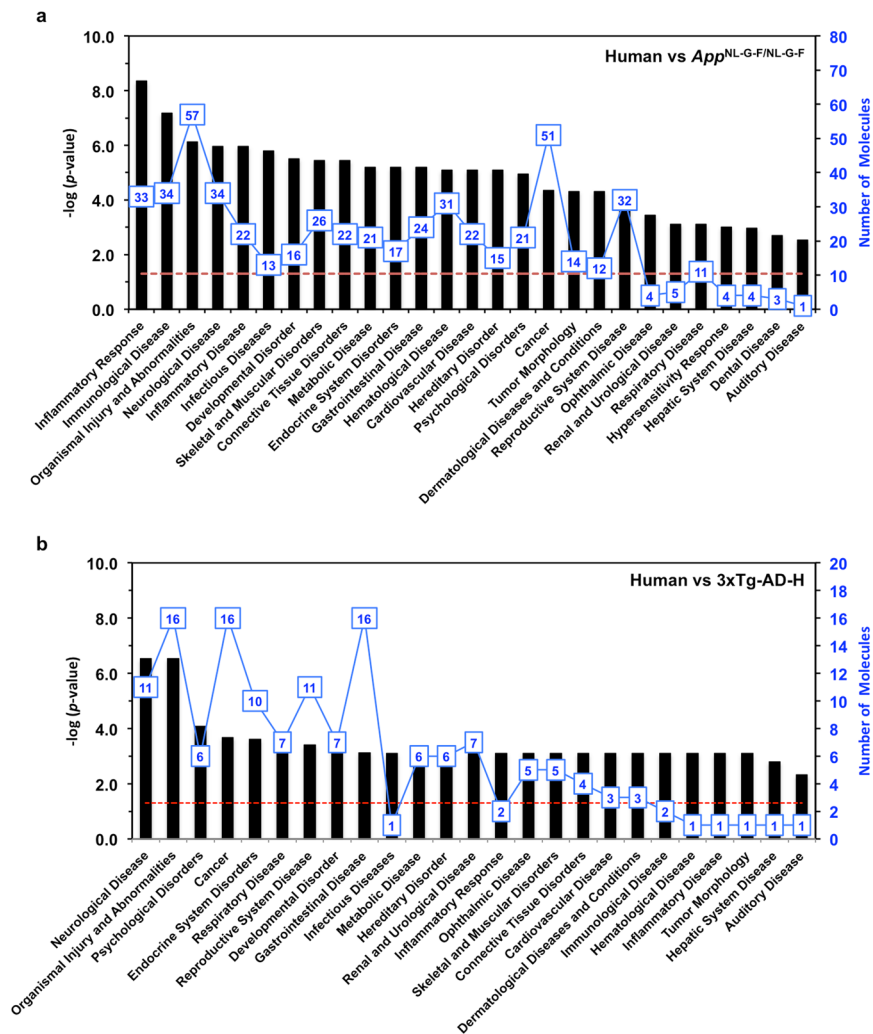 a
Human vs App^NL-G-F/NL-G-F
-log (p-value)
10.0
8.0
6.0
4.0
2.0
0.0
Number of Molecules
80
70
60
50
40
30
20
10
0
33
34
57
34
22
13
16
26
22
21
17
24
31
22
15
21
51
14
12
32
4
5
11
4
4
3
1
Inflammatory Response
Immunological Disease
Organismal Injury and Abnormalities
Neurological Disease
Inflammatory Disease
Infectious Diseases
Developmental Disorder
Skeletal and Muscular Disorders
Connective Tissue Disorders
Metabolic Disease
Endocrine System Disorders
Gastrointestinal Disease
Hematological Disease
Cardiovascular Disease
Hereditary Disorder
Psychological Disorders
Cancer
Tumor Morphology
Dermatological Diseases and Conditions
Reproductive System Disease
Ophthalmic Disease
Renal and Urological Disease
Respiratory Disease
Hypersensitivity Response
Hepatic System Disease
Dental Disease
Auditory Disease
b
Human vs 3xTg-AD-H
-log (p-value)
10.0
8.0
6.0
4.0
2.0
0.0
Number of Molecules
20
18
16
14
12
10
8
6
4
2
0
11
16
6
16
10
7
11
7
16
1
6
6
7
2
5
5
4
3
3
2
1
1
1
1
1
Neurological Disease
Organismal Injury and Abnormalities
Psychological Disorders
Cancer
Endocrine System Disorders
Respiratory Disease
Reproductive System Disease
Developmental Disorder
Gastrointestinal Disease
Infectious Diseases
Metabolic Disease
Hereditary Disorder
Renal and Urological Disease
Inflammatory Response
Ophthalmic Disease
Skeletal and Muscular Disorders
Connective Tissue Disorders
Cardiovascular Disease
Dermatological Diseases and Conditions
Immunological Disease
Hematological Disease
Inflammatory Disease
Tumor Morphology
Hepatic System Disease
Auditory Disease